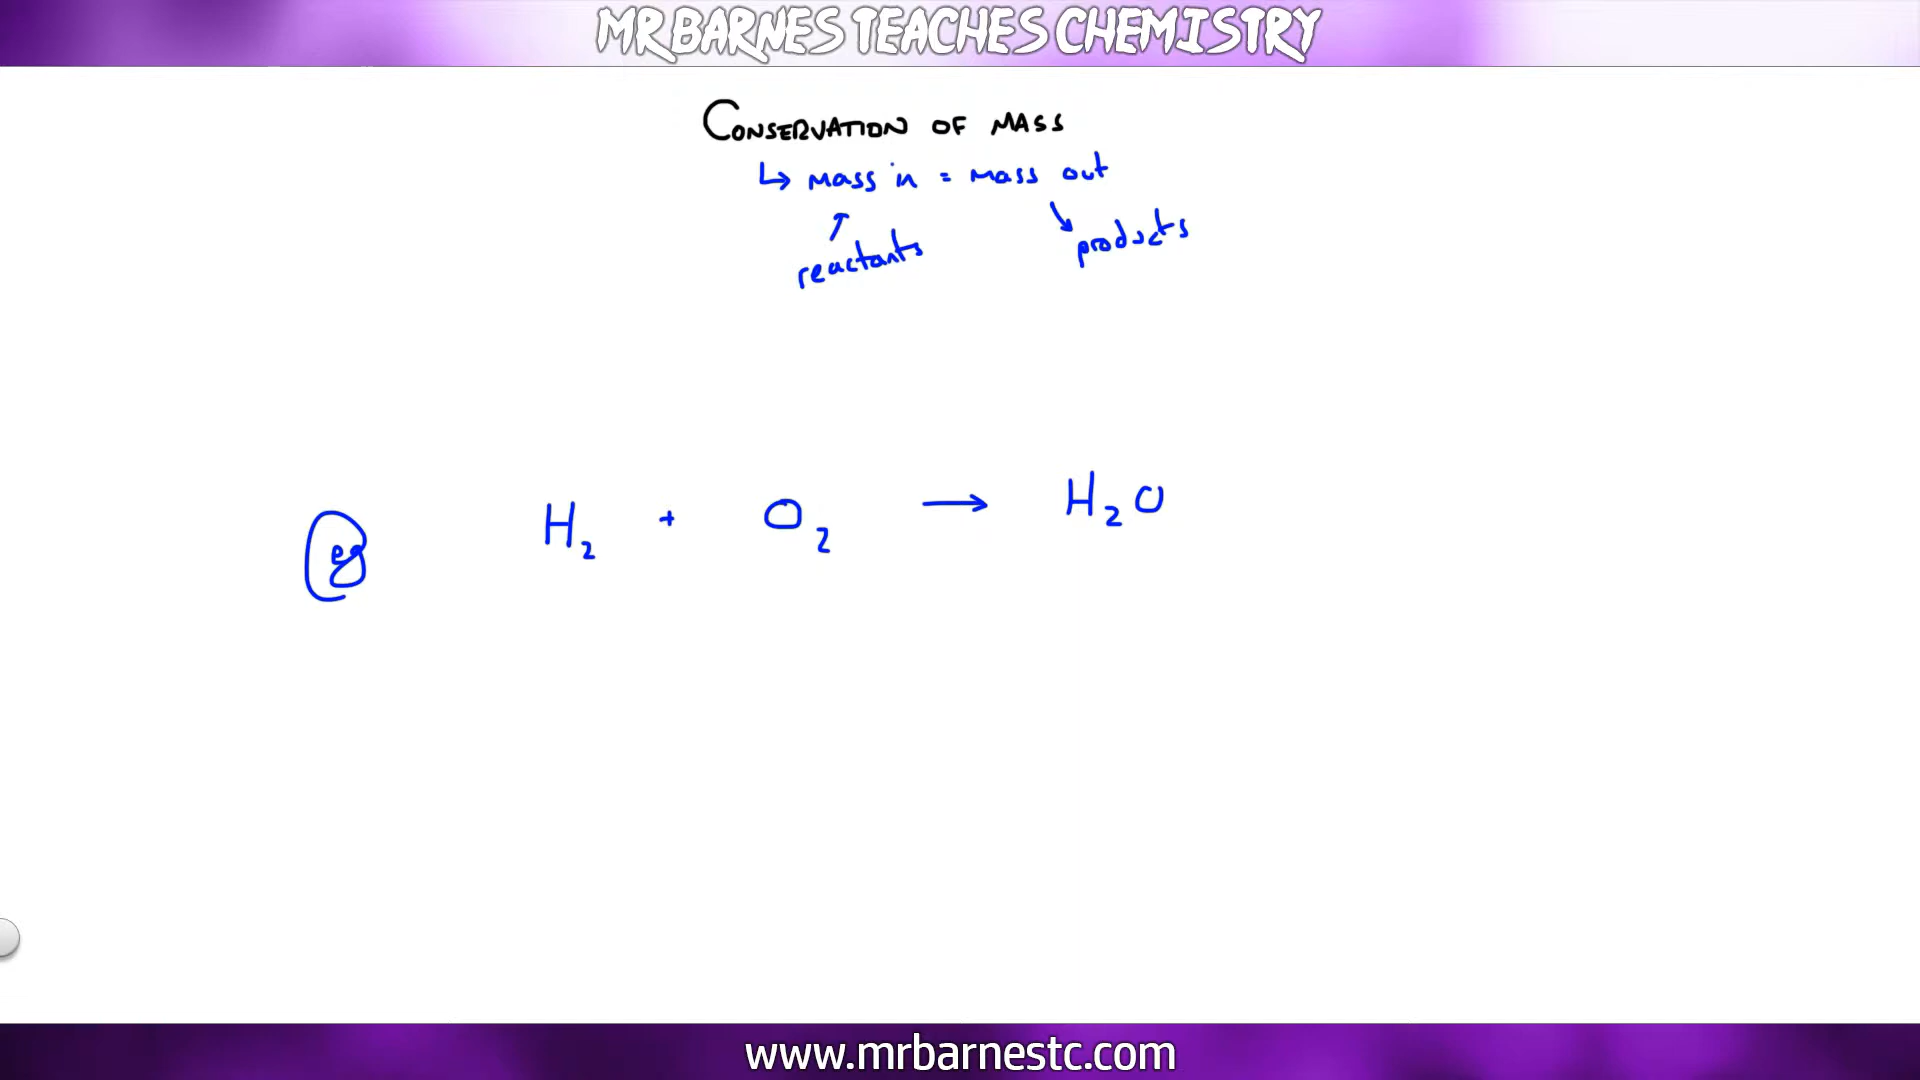 MR BARNES TEACHES CHEMISTRY
CONSERVATION OF MASS
↳ mass in = mass out
reactants
products
eg
H₂ + O₂ → H₂O
www.mrbarnestc.com